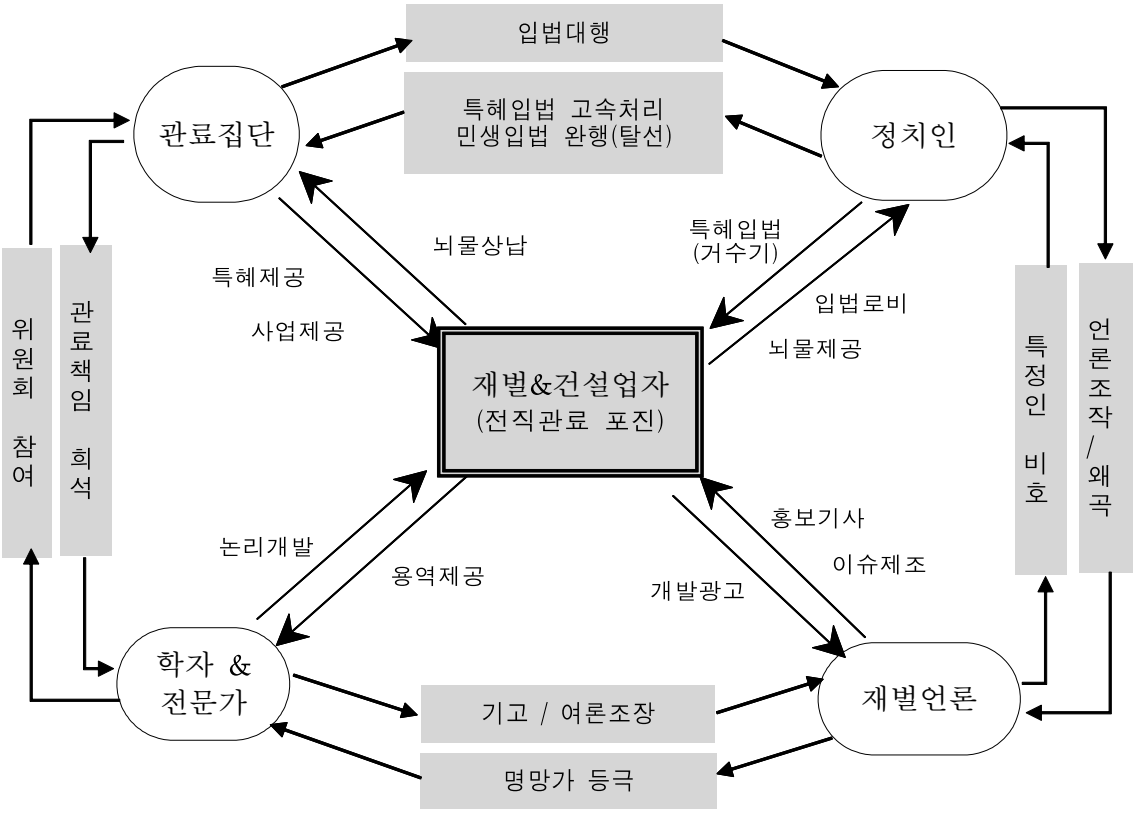 입법대행
특혜입법 고속처리
민생입법 완행(탈선)
관료집단
정치인
뇌물상납
특혜입법
(거수기)
특혜제공
입법로비
사업제공
뇌물제공
위원회 참여
관료책임 희석
재벌&건설업자
(전직관료 포진)
특정인 비호
언론조작/왜곡
논리개발
용역제공
홍보기사
이슈제조
개발광고
학자 &
전문가
재벌언론
기고 / 여론조장
명망가 등극